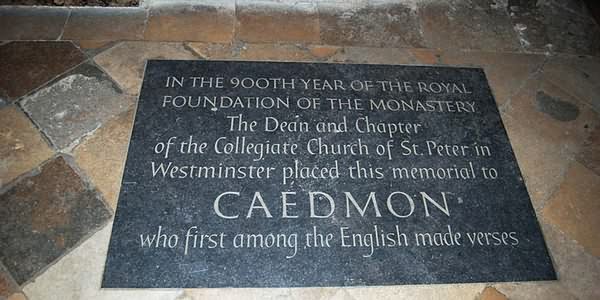 IN THE 900TH YEAR OF THE ROYAL
FOUNDATION OF THE MONASTERY
The Dean and Chapter
of the Collegiate Church of St. Peter in
Westminster placed this memorial to
CAEDMON
who first among the English made verses